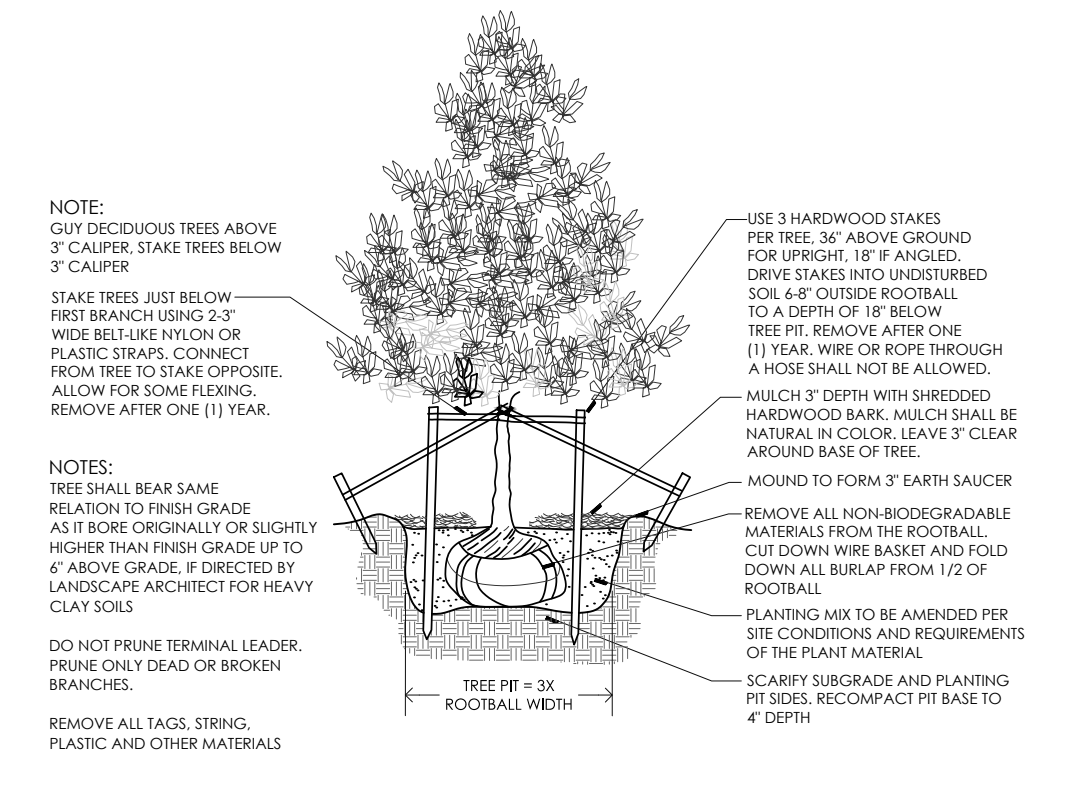 NOTE:
GUY DECIDUOUS TREES ABOVE
3" CALIPER, STAKE TREES BELOW
3" CALIPER
STAKE TREES JUST BELOW
FIRST BRANCH USING 2-3"
WIDE BELT-LIKE NYLON OR
PLASTIC STRAPS. CONNECT
FROM TREE TO STAKE OPPOSITE.
ALLOW FOR SOME FLEXING.
REMOVE AFTER ONE (1) YEAR.
NOTES:
TREE SHALL BEAR SAME
RELATION TO FINISH GRADE
AS IT BORE ORIGINALLY OR SLIGHTLY
HIGHER THAN FINISH GRADE UP TO
6" ABOVE GRADE, IF DIRECTED BY
LANDSCAPE ARCHITECT FOR HEAVY
CLAY SOILS
DO NOT PRUNE TERMINAL LEADER.
PRUNE ONLY DEAD OR BROKEN
BRANCHES.
REMOVE ALL TAGS, STRING,
PLASTIC AND OTHER MATERIALS
TREE PIT = 3X
ROOTBALL WIDTH
USE 3 HARDWOOD STAKES
PER TREE, 36" ABOVE GROUND
FOR UPRIGHT, 18" IF ANGLED.
DRIVE STAKES INTO UNDISTURBED
SOIL 6-8" OUTSIDE ROOTBALL
TO A DEPTH OF 18" BELOW
TREE PIT. REMOVE AFTER ONE
(1) YEAR. WIRE OR ROPE THROUGH
A HOSE SHALL NOT BE ALLOWED.
MULCH 3" DEPTH WITH SHREDDED
HARDWOOD BARK. MULCH SHALL BE
NATURAL IN COLOR. LEAVE 3" CLEAR
AROUND BASE OF TREE.
MOUND TO FORM 3" EARTH SAUCER
REMOVE ALL NON-BIODEGRADABLE
MATERIALS FROM THE ROOTBALL.
CUT DOWN WIRE BASKET AND FOLD
DOWN ALL BURLAP FROM 1/2 OF
ROOTBALL
PLANTING MIX TO BE AMENDED PER
SITE CONDITIONS AND REQUIREMENTS
OF THE PLANT MATERIAL
SCARIFY SUBGRADE AND PLANTING
PIT SIDES. RECOMPACT PIT BASE TO
4" DEPTH